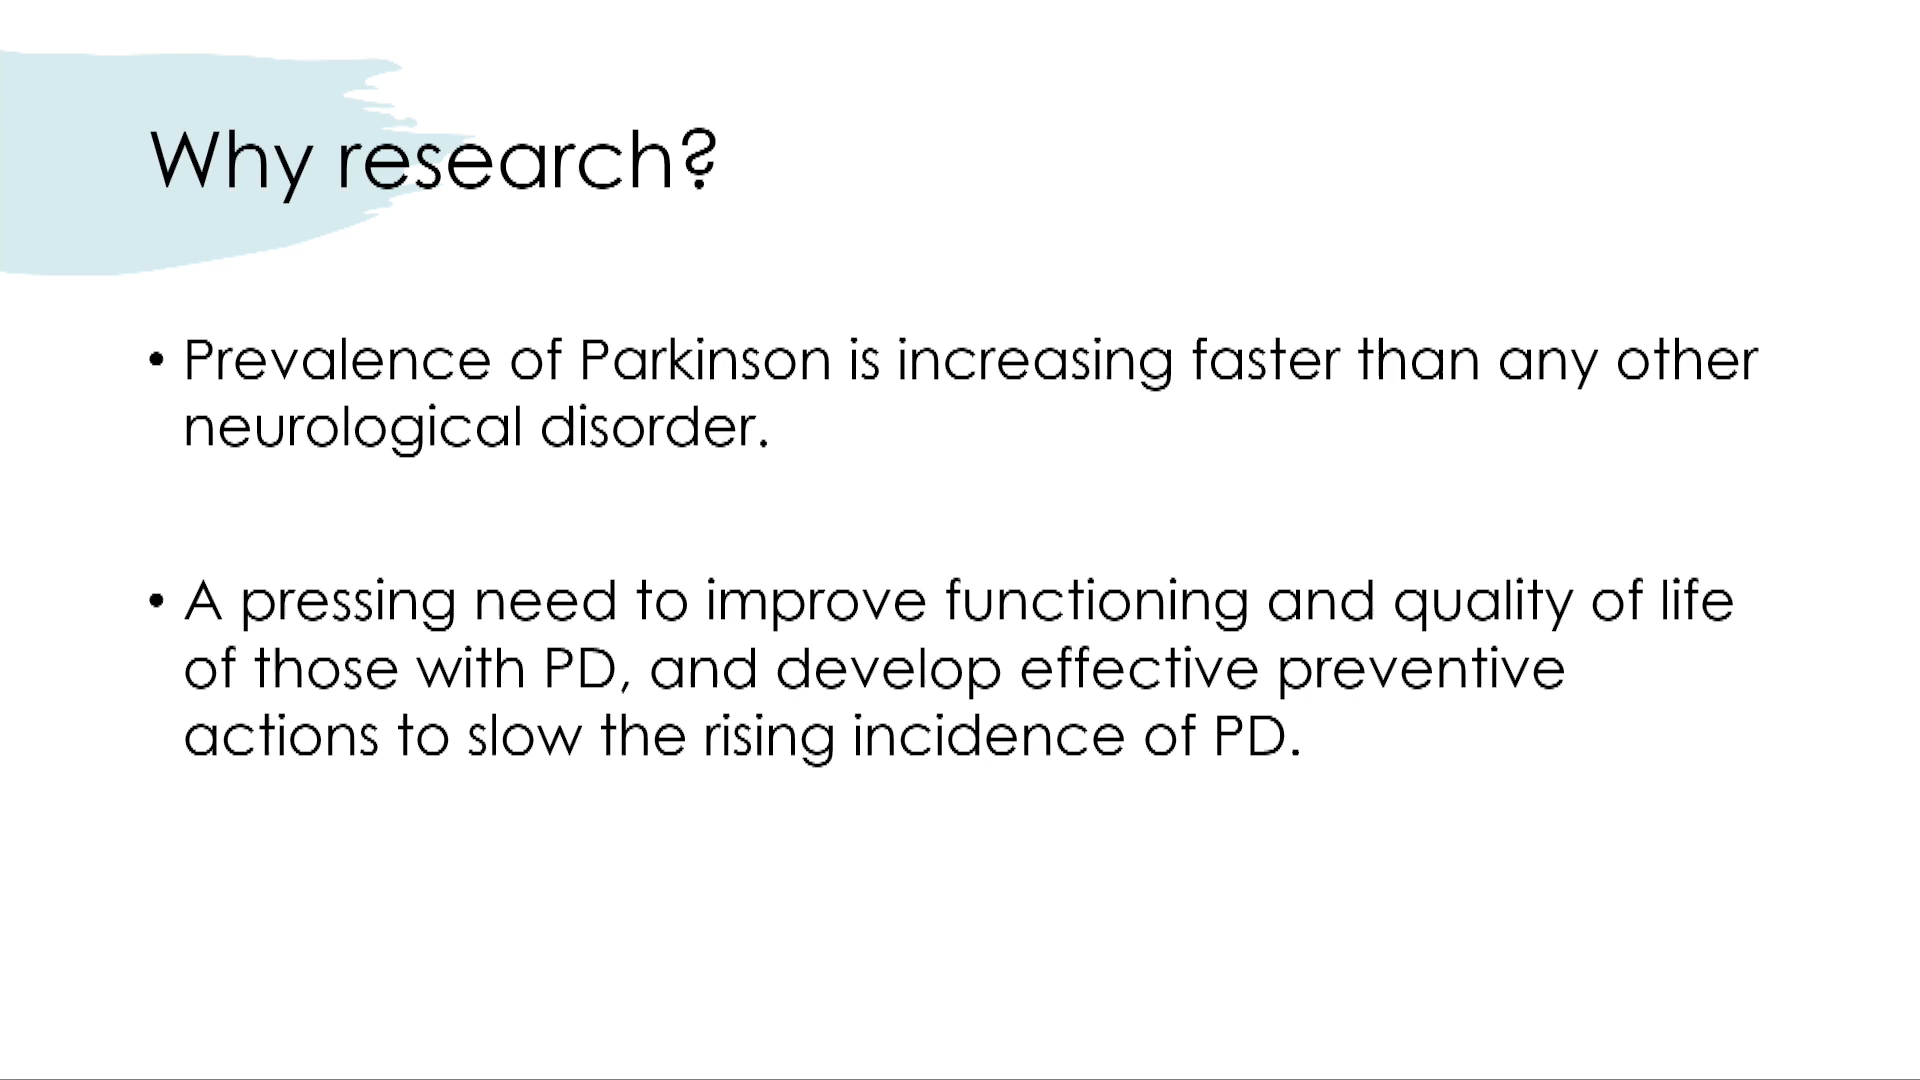 Why research?
• Prevalence of Parkinson is increasing faster than any other
neurological disorder.
• A pressing need to improve functioning and quality of life
of those with PD, and develop effective preventive
actions to slow the rising incidence of PD.